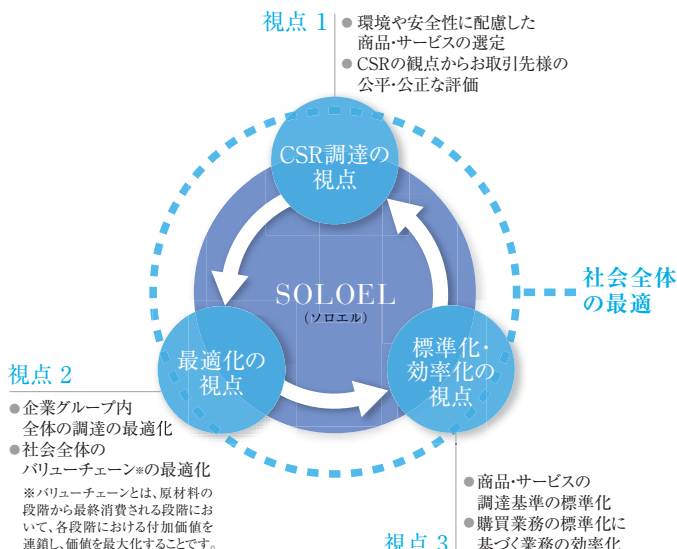 視点 1
●環境や安全性に配慮した
商品・サービスの選定
●CSRの観点からお取引先様の
公平・公正な評価
CSR調達の
視点
SOLOEL
(ソロエル)
社会全体
の最適
最適化の
視点
標準化・
効率化の
視点
視点 2
●企業グループ内
全体の調達の最適化
●社会全体の
バリューチェーン※の最適化
※バリューチェーンとは、原材料の
段階から最終消費される段階にお
いて、各段階における付加価値を
連鎖し、価値を最大化することです。
視点 3
●商品・サービスの
調達基準の標準化
●購買業務の標準化に
基づく業務の効率化